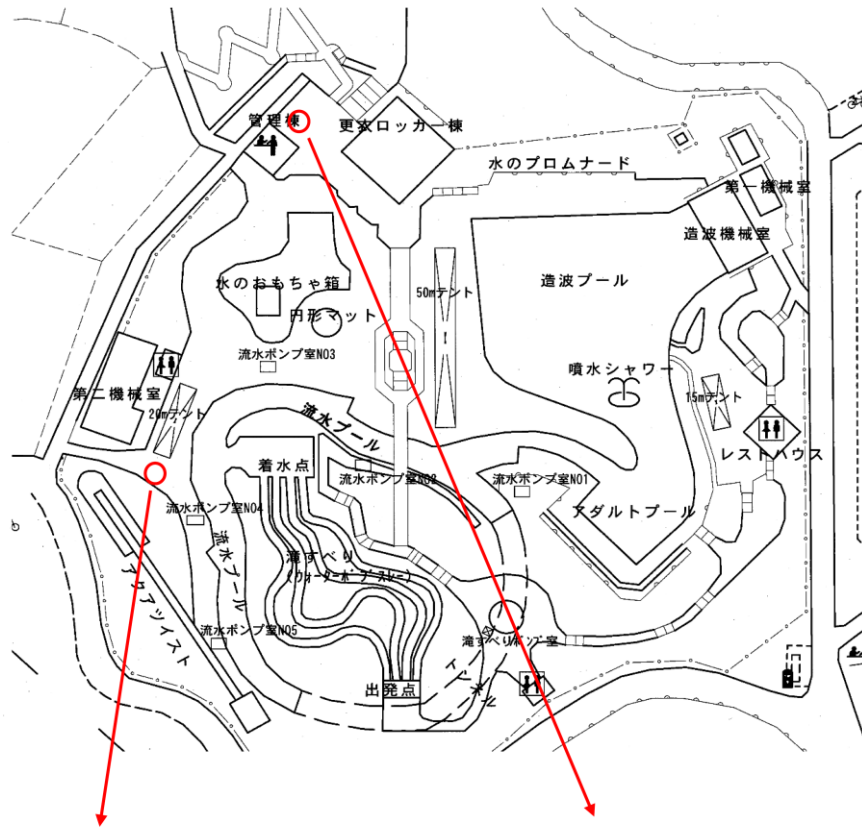 管理棟
更衣ロッカー棟
水のプロムナード
第一機械室
造波機械室
水のおもちゃ箱
50mテント
造波プール
円形マット
流水ポンプ室NO3
噴水シャワー
第二機械室
20mテント
15mテント
流水プール
レストハウス
着水点
流水ポンプ室NO2
流水ポンプ室NO1
流水ポンプ室NO4
アダルトプール
流水プール
滝すべり
(ウォーターボブスレー)
アクアツイスト
流水ポンプ室NO5
滝すべりポンプ室
トンネル
出発点